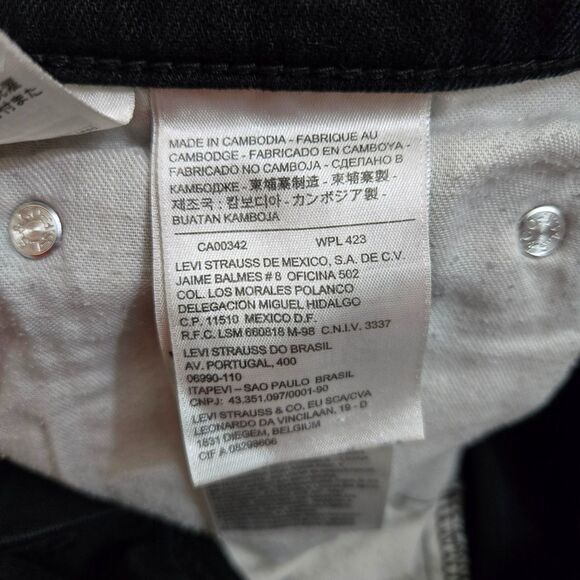 MADE IN CAMBODIA - FABRIQUE AU
CAMBODGE - FABRICADO EN CAMBOYA -
FABRICADO NO CAMBOJA - СДЕЛАНО В
КАМБОДЖЕ - 柬埔寨制造 - 柬埔寨製 -
제조국 : 캄보디아 - カンボジア製 -
BUATAN KAMBOJA
CA00342 WPL 423
LEVI STRAUSS DE MEXICO, S.A. DE C.V.
JAIME BALMES # 8 OFICINA 502
COL. LOS MORALES POLANCO
DELEGACION MIGUEL HIDALGO
C.P. 11510 MEXICO D.F.
R.F.C. LSM 660818 M-98 C.N.I.V. 3337
LEVI STRAUSS DO BRASIL
AV. PORTUGAL, 400
06990-110
ITAPEVI – SAO PAULO BRASIL
CNPJ: 43.351.097/0001-90
LEVI STRAUSS & CO. EU SCA/CVA
LEONARDO DA VINCILAAN, 19 - D
1831 DIEGEM, BELGIUM
CIF A 08299606